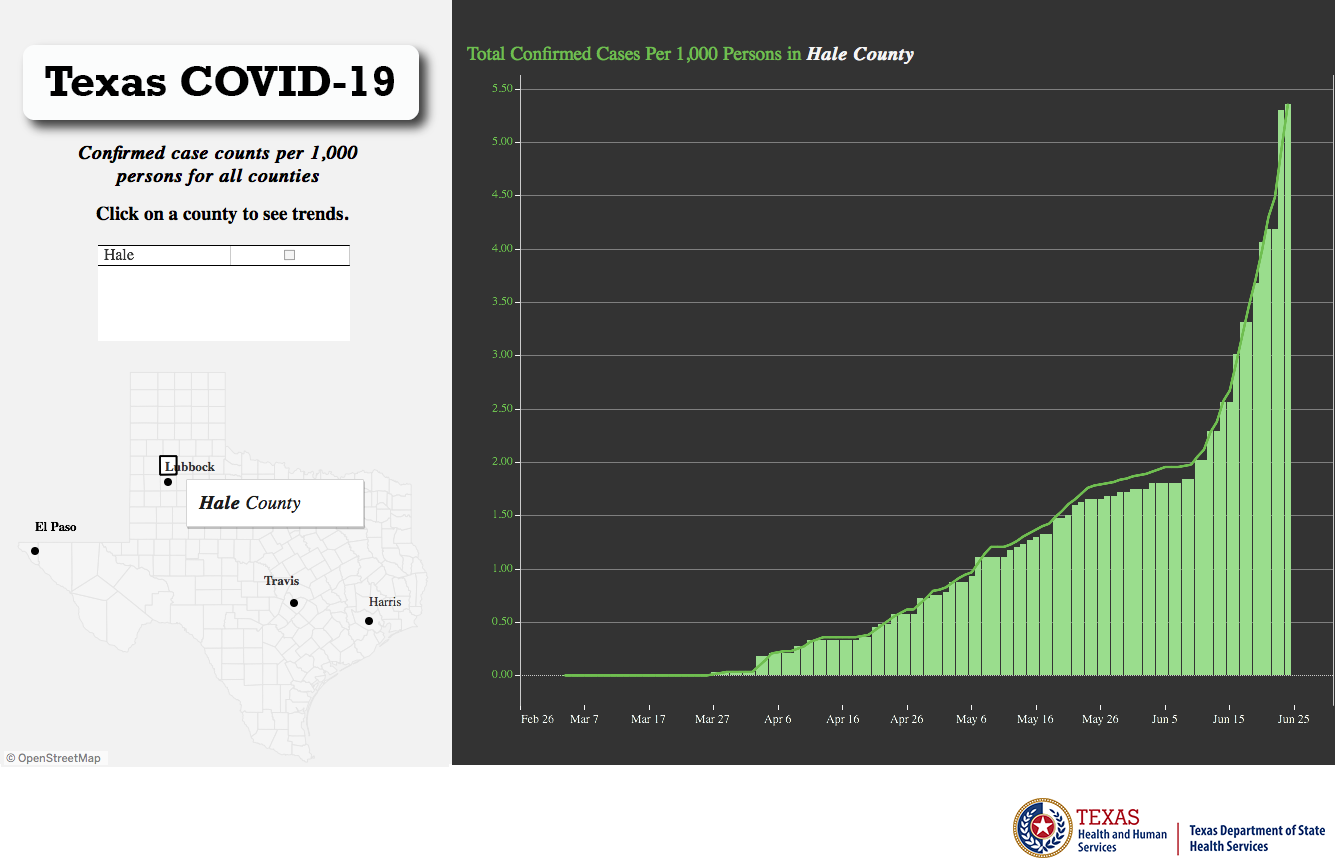 Texas COVID-19
Confirmed case counts per 1,000
persons for all counties
Click on a county to see trends.
Hale
Lubbock
Hale County
El Paso
Travis
Harris
© OpenStreetMap
Total Confirmed Cases Per 1,000 Persons in Hale County
5.50
5.00
4.50
4.00
3.50
3.00
2.50
2.00
1.50
1.00
0.50
0.00
Feb 26 Mar 7 Mar 17 Mar 27 Apr 6 Apr 16 Apr 26 May 6 May 16 May 26 Jun 5 Jun 15 Jun 25
TEXAS
Health and Human
Services
Texas Department of State
Health Services